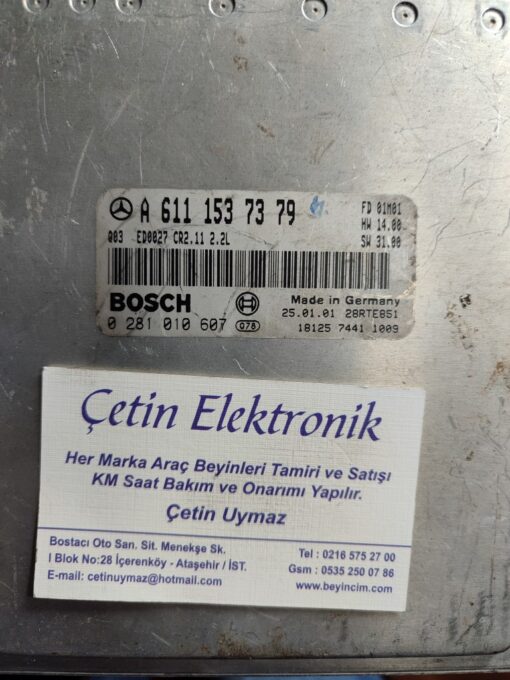 A 611 153 73 79
FD 01M01
HW 14.00
SW 31.00
Q03 ED0027 CR2.11 2.2L
BOSCH
Made in Germany
25.01.01 28RTE851
0 281 010 607 Q78
18125 7441 1009
Çetin Elektronik
Her Marka Araç Beyinleri Tamiri ve Satışı
KM Saat Bakım ve Onarımı Yapılır.
Çetin Uymaz
Bostacı Oto San. Sit. Menekşe Sk.
I Blok No:28 İçerenköy - Ataşehir / İST.
E-mail: cetinuymaz@hotmail.com
Tel : 0216 575 27 00
Gsm : 0535 250 07 86
www.beyincim.com